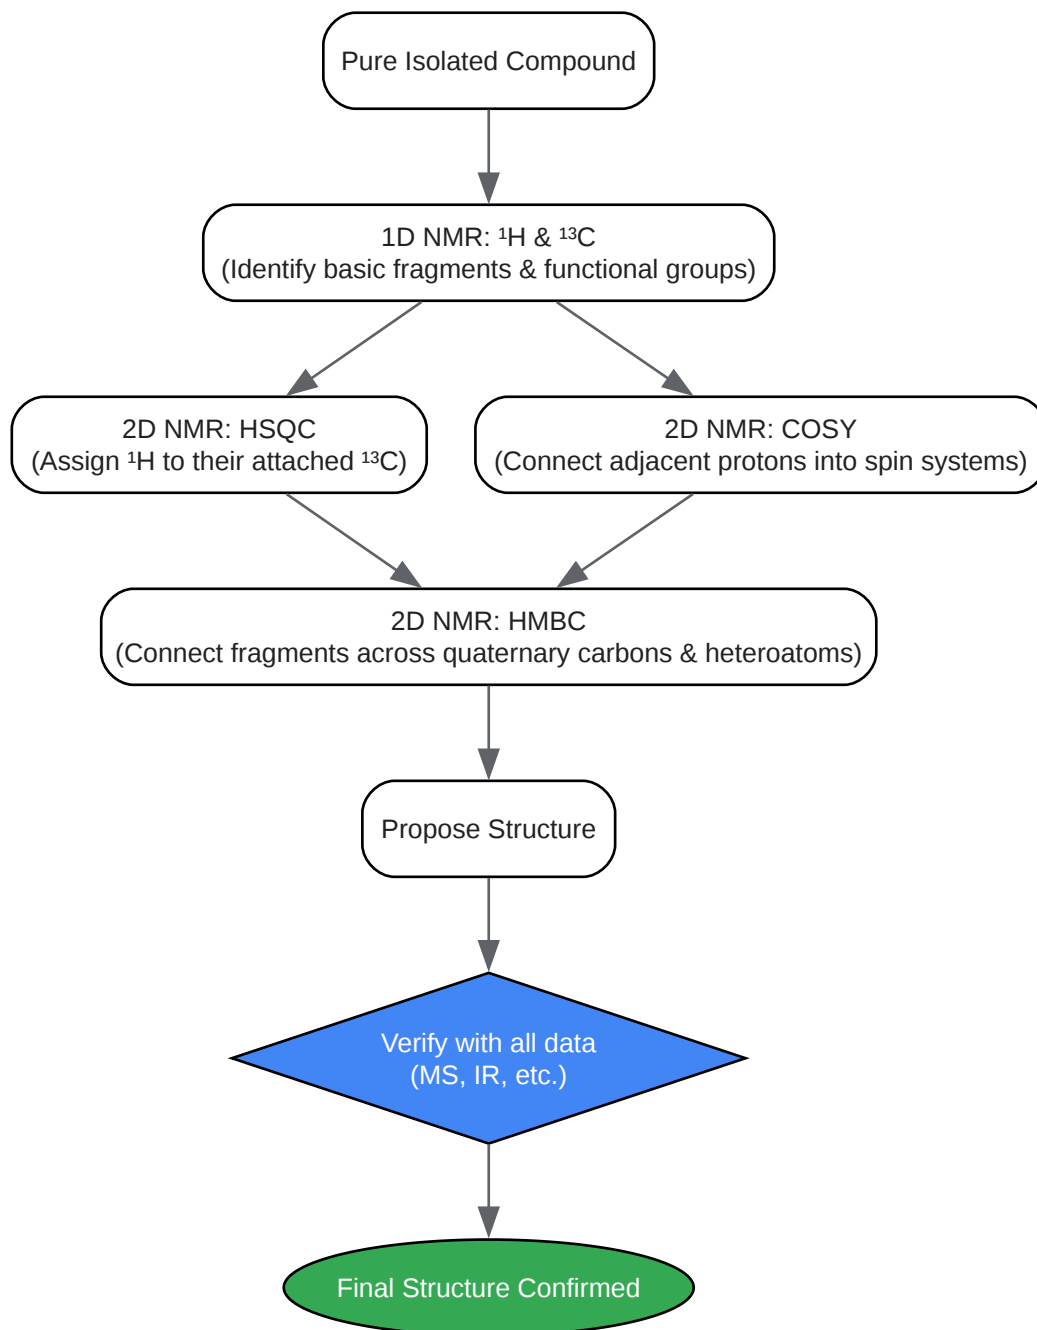 Pure Isolated Compound
1D NMR: ¹H & ¹³C
(Identify basic fragments & functional groups)
2D NMR: HSQC
(Assign ¹H to their attached ¹³C)
2D NMR: COSY
(Connect adjacent protons into spin systems)
2D NMR: HMBC
(Connect fragments across quaternary carbons & heteroatoms)
Propose Structure
Verify with all data
(MS, IR, etc.)
Final Structure Confirmed